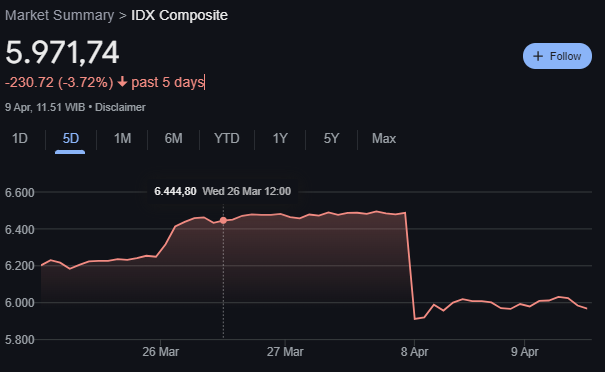 Market Summary > IDX Composite
5.971,74
+ Follow
-230.72 (-3.72%) ↓ past 5 days
9 Apr, 11.51 WIB • Disclaimer
1D 5D 1M 6M YTD 1Y 5Y Max
6.444,80 Wed 26 Mar 12:00
6.600
6.400
6.200
6.000
5.800
26 Mar 27 Mar 8 Apr 9 Apr